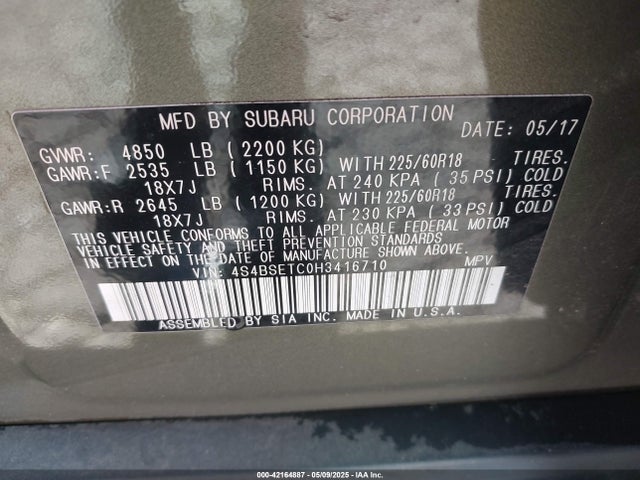 MFD BY SUBARU CORPORATION
DATE: 05/17
GVWR: 4850 LB (2200 KG)
GAWR:F 2535 LB (1150 KG) WITH 225/60R18 TIRES.
18X7J RIMS. AT 240 KPA (35 PSI) COLD
GAWR:R 2645 LB (1200 KG) WITH 225/60R18 TIRES.
18X7J RIMS. AT 230 KPA (33 PSI) COLD
THIS VEHICLE CONFORMS TO ALL APPLICABLE FEDERAL MOTOR
VEHICLE SAFETY AND THEFT PREVENTION STANDARDS
IN EFFECT ON THE DATE OF MANUFACTURE SHOWN ABOVE.
VIN: 4S4BSETC0H3416710 MPV
ASSEMBLED BY SIA INC. MADE IN U.S.A.
000-42164887 - 05/09/2025 - IAA Inc.